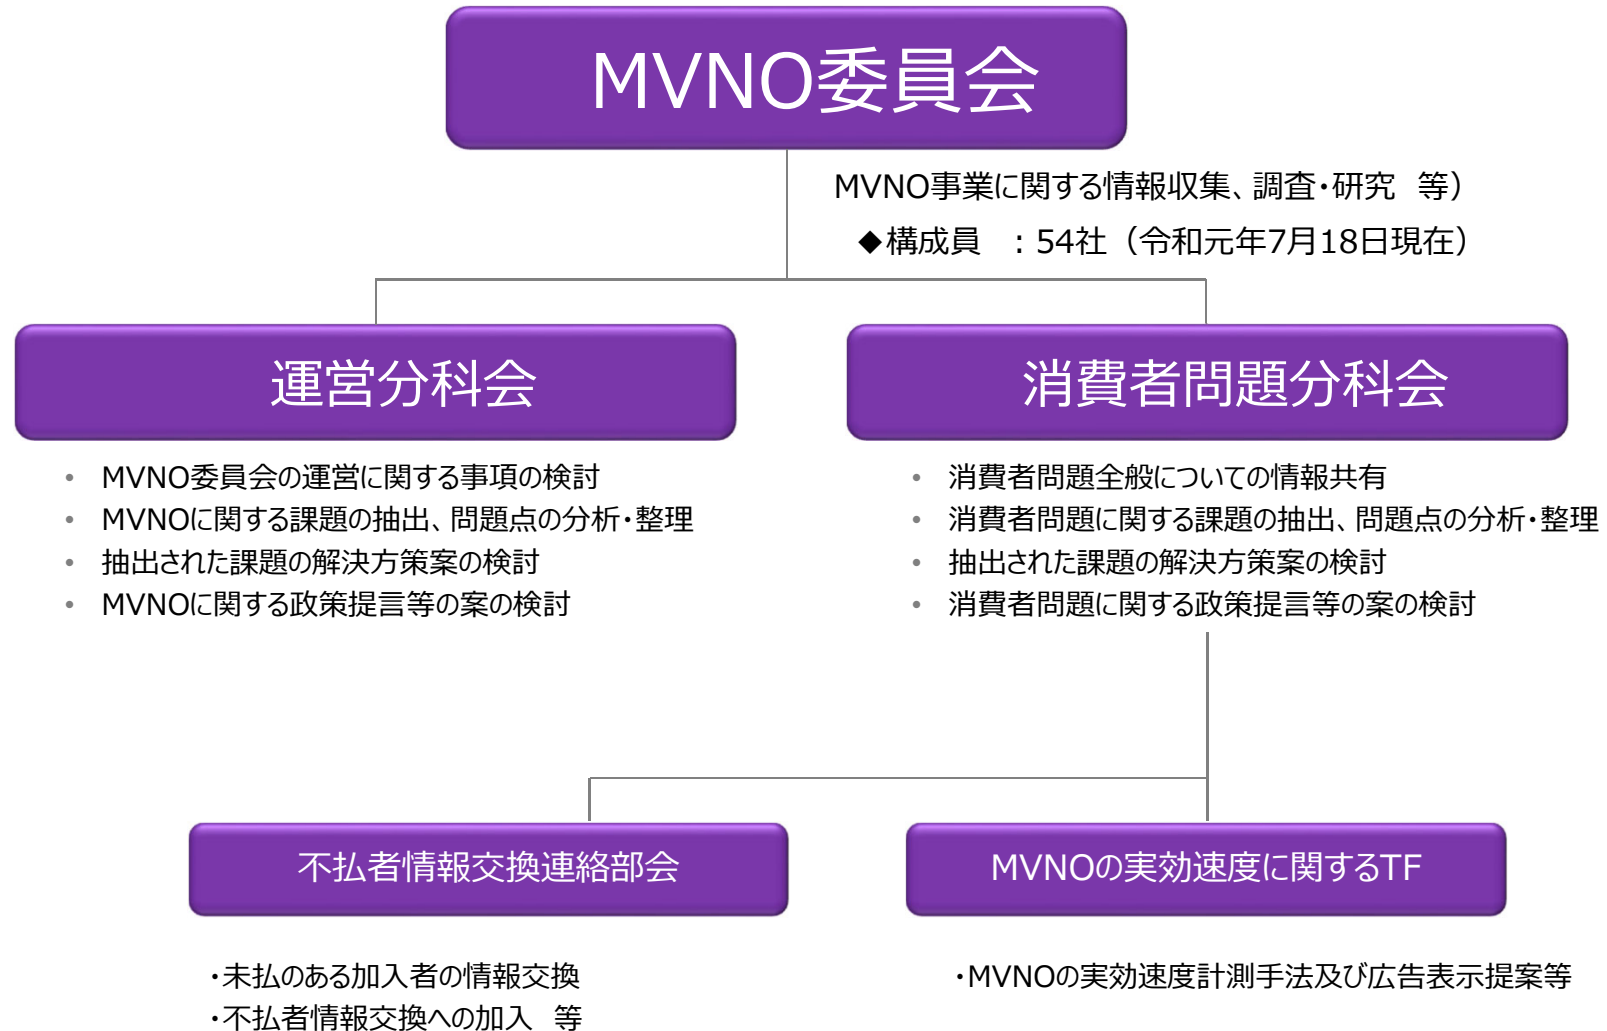 MVNO委員会
MVNO事業に関する情報収集、調査・研究　等）
◆構成員　：54社（令和元年7月18日現在）
運営分科会
• MVNO委員会の運営に関する事項の検討
• MVNOに関する課題の抽出、問題点の分析・整理
• 抽出された課題の解決方策案の検討
• MVNOに関する政策提言等の案の検討
消費者問題分科会
• 消費者問題全般についての情報共有
• 消費者問題に関する課題の抽出、問題点の分析・整理
• 抽出された課題の解決方策案の検討
• 消費者問題に関する政策提言等の案の検討
不払者情報交換連絡部会
・未払のある加入者の情報交換
・不払者情報交換への加入　等
MVNOの実効速度に関するTF
・MVNOの実効速度計測手法及び広告表示提案等